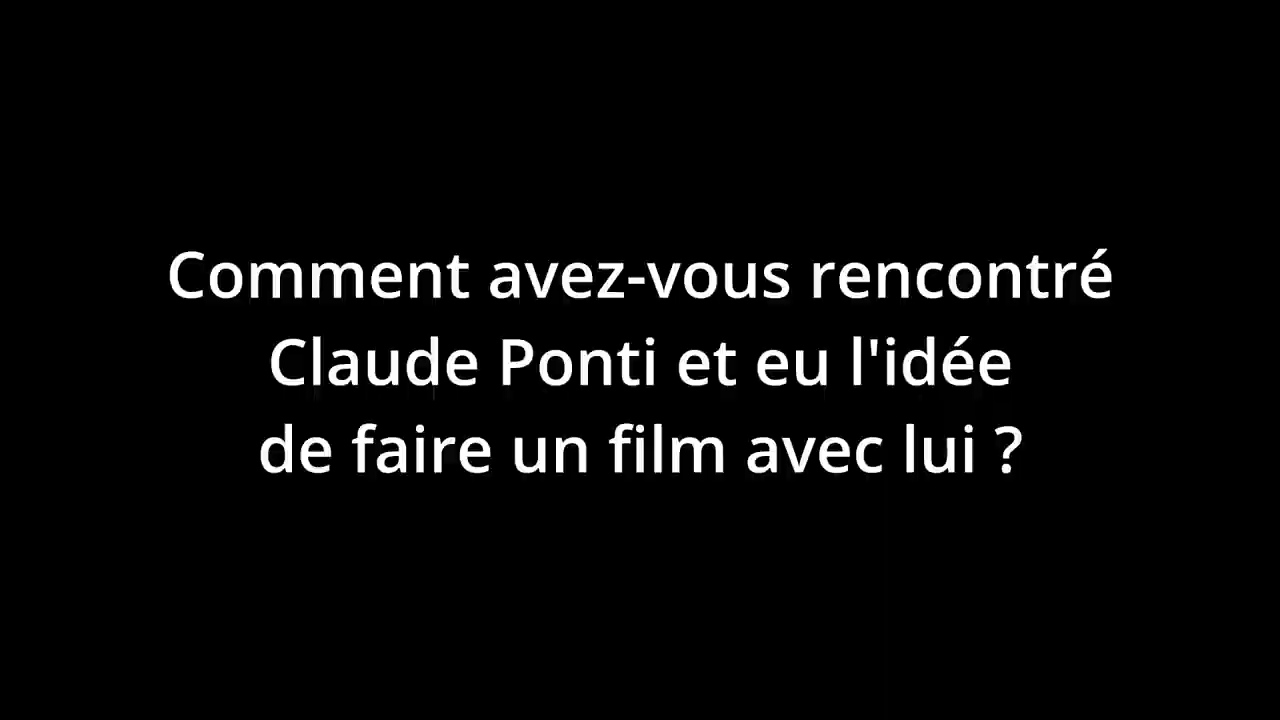 Comment avez-vous rencontré
Claude Ponti et eu l'idée
de faire un film avec lui ?